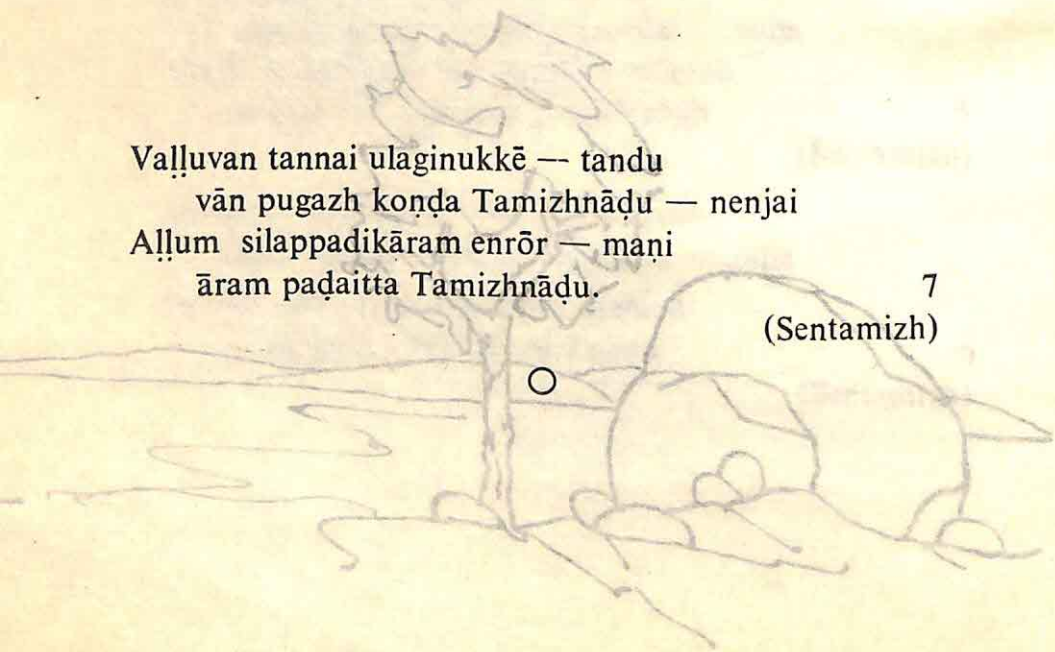 Vaḷḷuvan tannai ulaginukkē — tandu
vān pugazh koṇḍa Tamizhnāḍu — nenjai
Aḷḷum silappadikāram enrōr — maṇi
āram paḍaitta Tamizhnāḍu. 7
(Sentamizh)